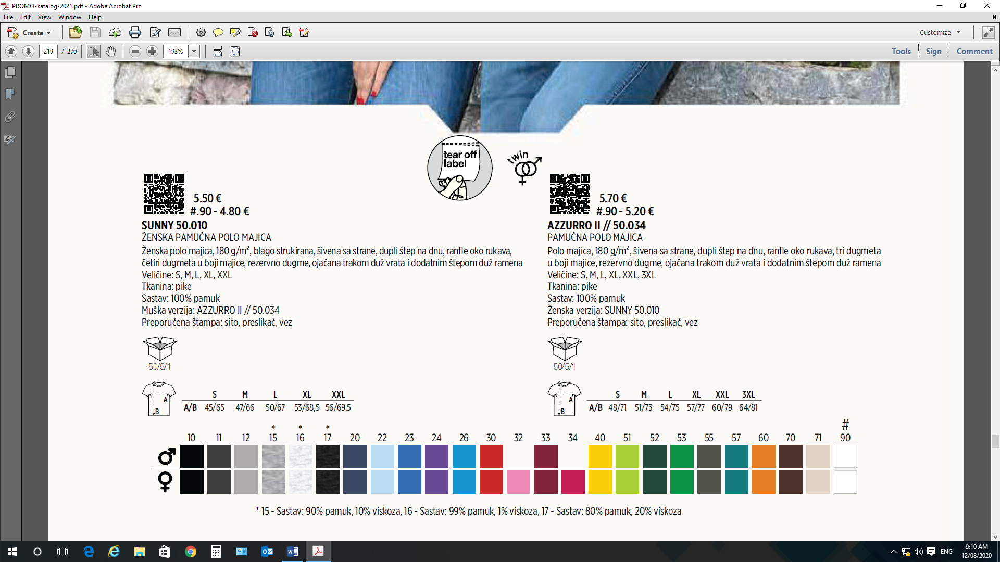 PROMO-katalog-2021.pdf - Adobe Acrobat Pro
File Edit View Window Help
Create
Customize
219 / 270
193%
Tools Sign Comment
tear off
label
twin
5.50 €
#.90 - 4.80 €
SUNNY 50.010
ŽENSKA PAMUČNA POLO MAJICA
Ženska polo majica, 180 g/m², blago strukirana, šivena sa strane, dupli štep na dnu, ranfle oko rukava,
četiri dugmeta u boji majice, rezervno dugme, ojačana trakom duž vrata i dodatnim štepom duž ramena
Veličine: S, M, L, XL, XXL
Tkanina: pike
Sastav: 100% pamuk
Muška verzija: AZZURRO II // 50.034
Preporučena štampa: sito, preslikač, vez
50/5/1
S M L XL XXL
A/B 45/65 47/66 50/67 53/68,5 56/69,5
A
B
5.70 €
#.90 - 5.20 €
AZZURRO II // 50.034
PAMUČNA POLO MAJICA
Polo majica, 180 g/m², šivena sa strane, dupli štep na dnu, ranfle oko rukava, tri dugmeta
u boji majice, rezervno dugme, ojačana trakom duž vrata i dodatnim štepom duž ramena
Veličine: S, M, L, XL, XXL, 3XL
Tkanina: pike
Sastav: 100% pamuk
Ženska verzija: SUNNY 50.010
Preporučena štampa: sito, preslikač, vez
50/5/1
S M L XL XXL 3XL
A/B 48/71 51/73 54/75 57/77 60/79 64/81
A
B
* * * #
10 11 12 15 16 17 20 22 23 24 26 30 32 33 34 40 51 52 53 55 57 60 70 71 90
* 15 - Sastav: 90% pamuk, 10% viskoza, 16 - Sastav: 99% pamuk, 1% viskoza, 17 - Sastav: 80% pamuk, 20% viskoza
ENG
9:10 AM
12/08/2020